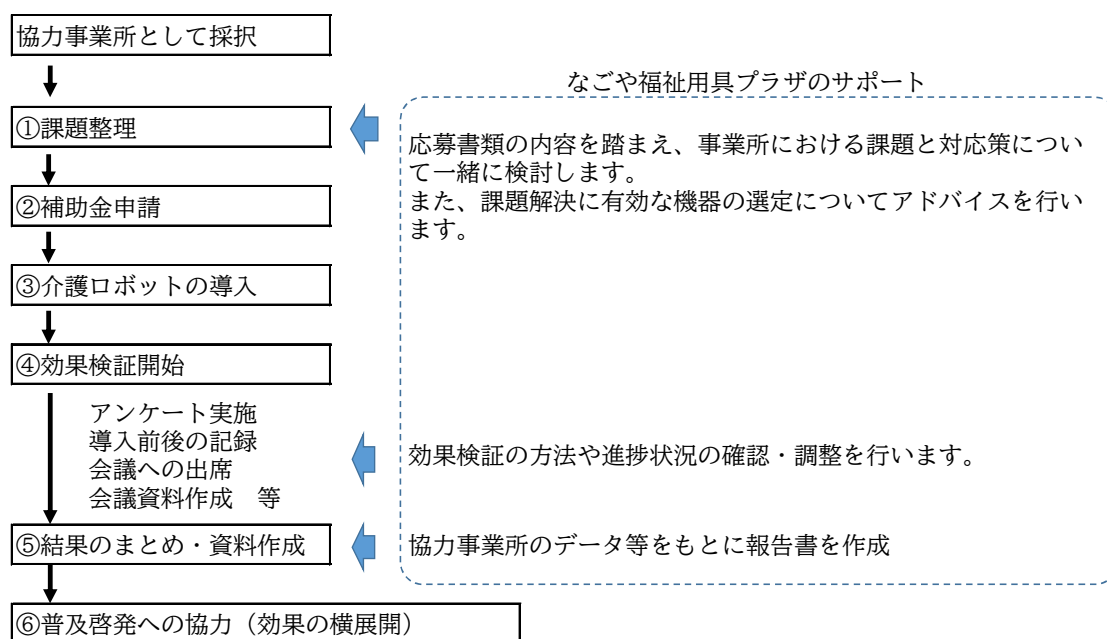 協力事業所として採択
なごや福祉用具プラザのサポート
①課題整理
応募書類の内容を踏まえ、事業所における課題と対応策につい
て一緒に検討します。
また、課題解決に有効な機器の選定についてアドバイスを行い
ます。
②補助金申請
③介護ロボットの導入
④効果検証開始
アンケート実施
導入前後の記録
会議への出席
会議資料作成　等
効果検証の方法や進捗状況の確認・調整を行います。
⑤結果のまとめ・資料作成
協力事業所のデータ等をもとに報告書を作成
⑥普及啓発への協力（効果の横展開）